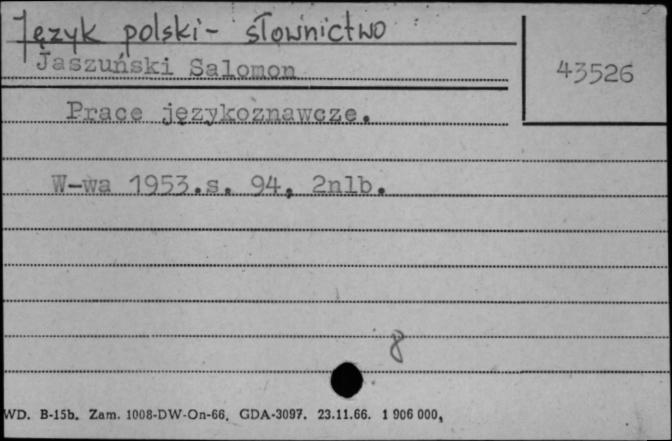 Język polski - słownictwo
Jaszuński Salomon
43526
Prace językoznawcze.
W-wa 1953.s. 94, 2nlb.
8
WD. B-15b. Zam. 1008-DW-On-66. GDA-3097. 23.11.66. 1 906 000,